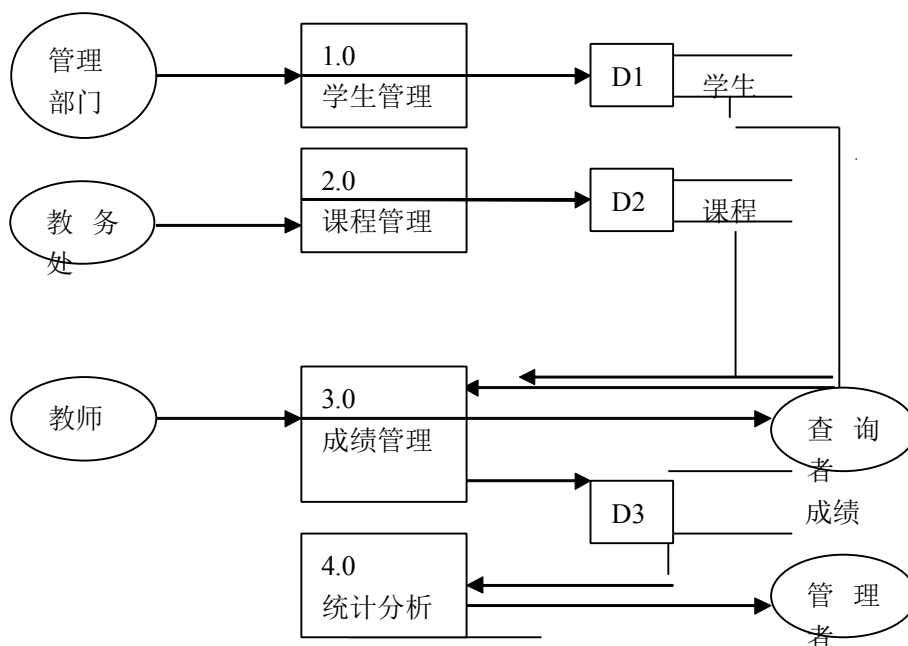 管理
部门
1.0
学生管理
D1
学生
教 务
处
2.0
课程管理
D2
课程
教师
3.0
成绩管理
查 询
者
D3
成绩
4.0
统计分析
管 理
者